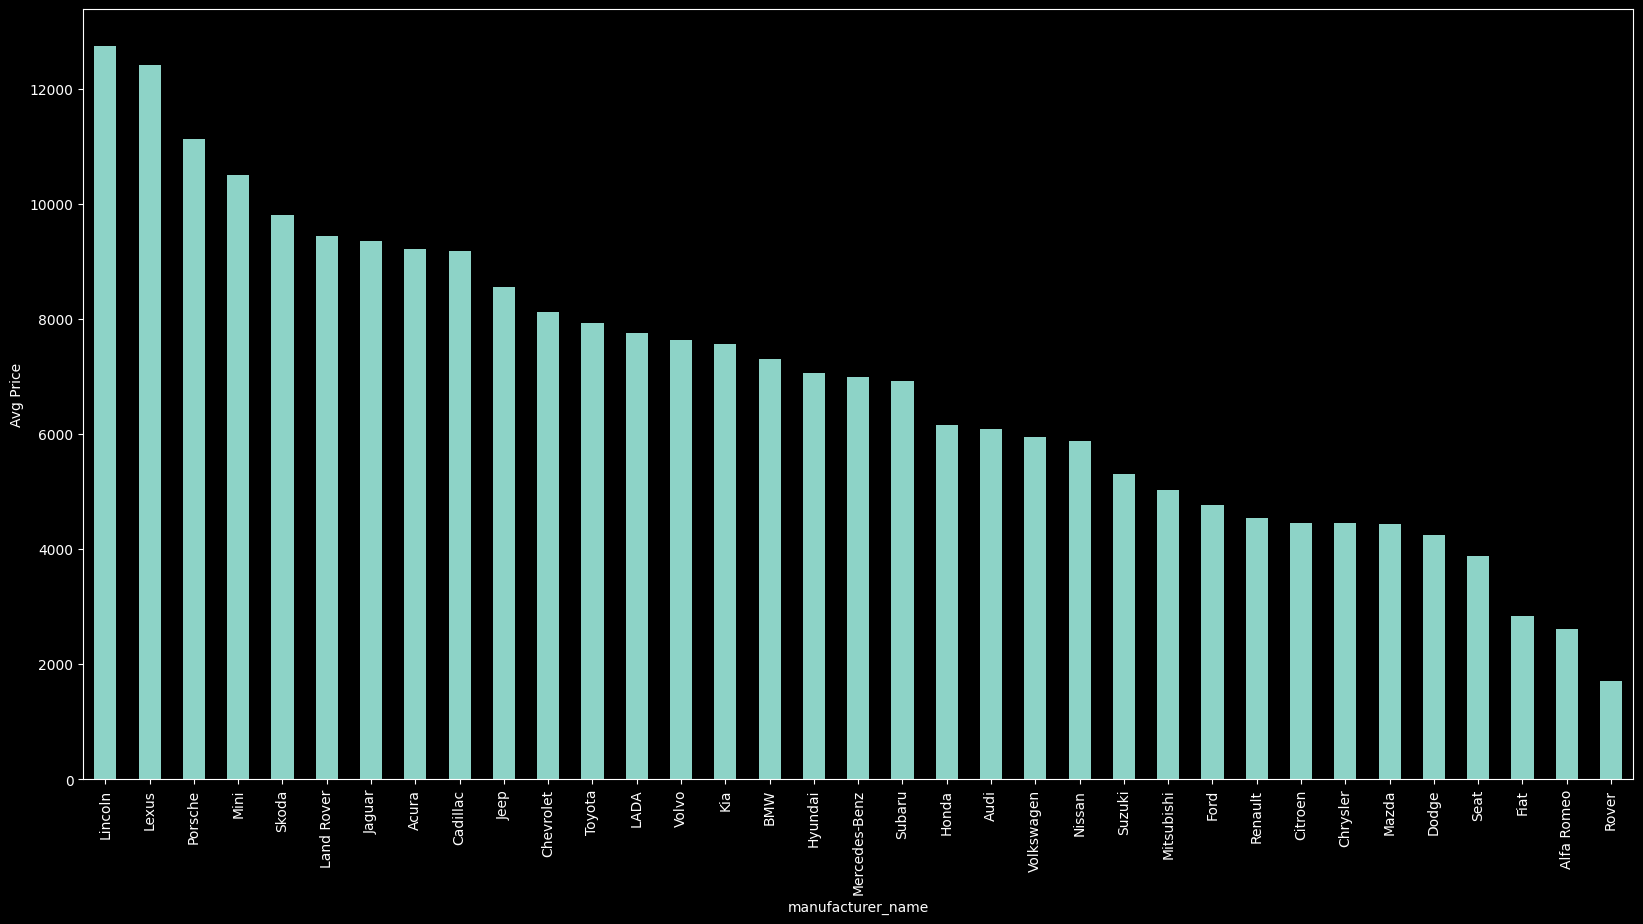 12000
10000
8000
6000
4000
2000
0
Avg Price
Lincoln
Lexus
Porsche
Mini
Skoda
Land Rover
Jaguar
Acura
Cadillac
Jeep
Chevrolet
Toyota
LADA
Volvo
Kia
BMW
Hyundai
Mercedes-Benz
Subaru
Honda
Audi
Volkswagen
Nissan
Suzuki
Mitsubishi
Ford
Renault
Citroen
Chrysler
Mazda
Dodge
Seat
Fiat
Alfa Romeo
Rover
manufacturer_name